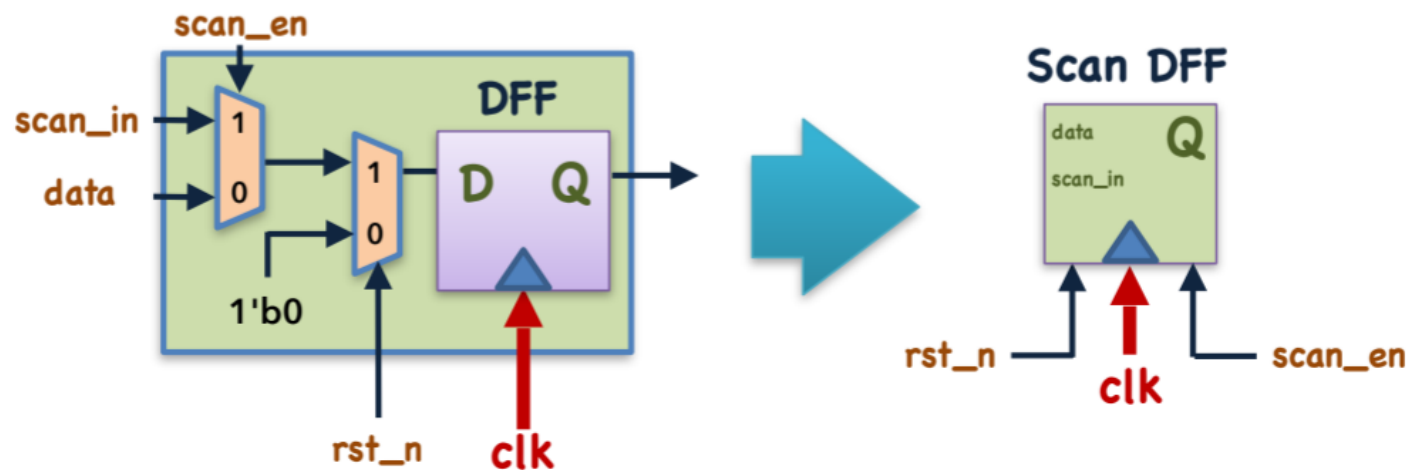 scan_en
scan_in
data
1
0
1'b0
1
0
rst_n
DFF
D Q
clk
Scan DFF
data
scan_in
Q
rst_n
clk
scan_en